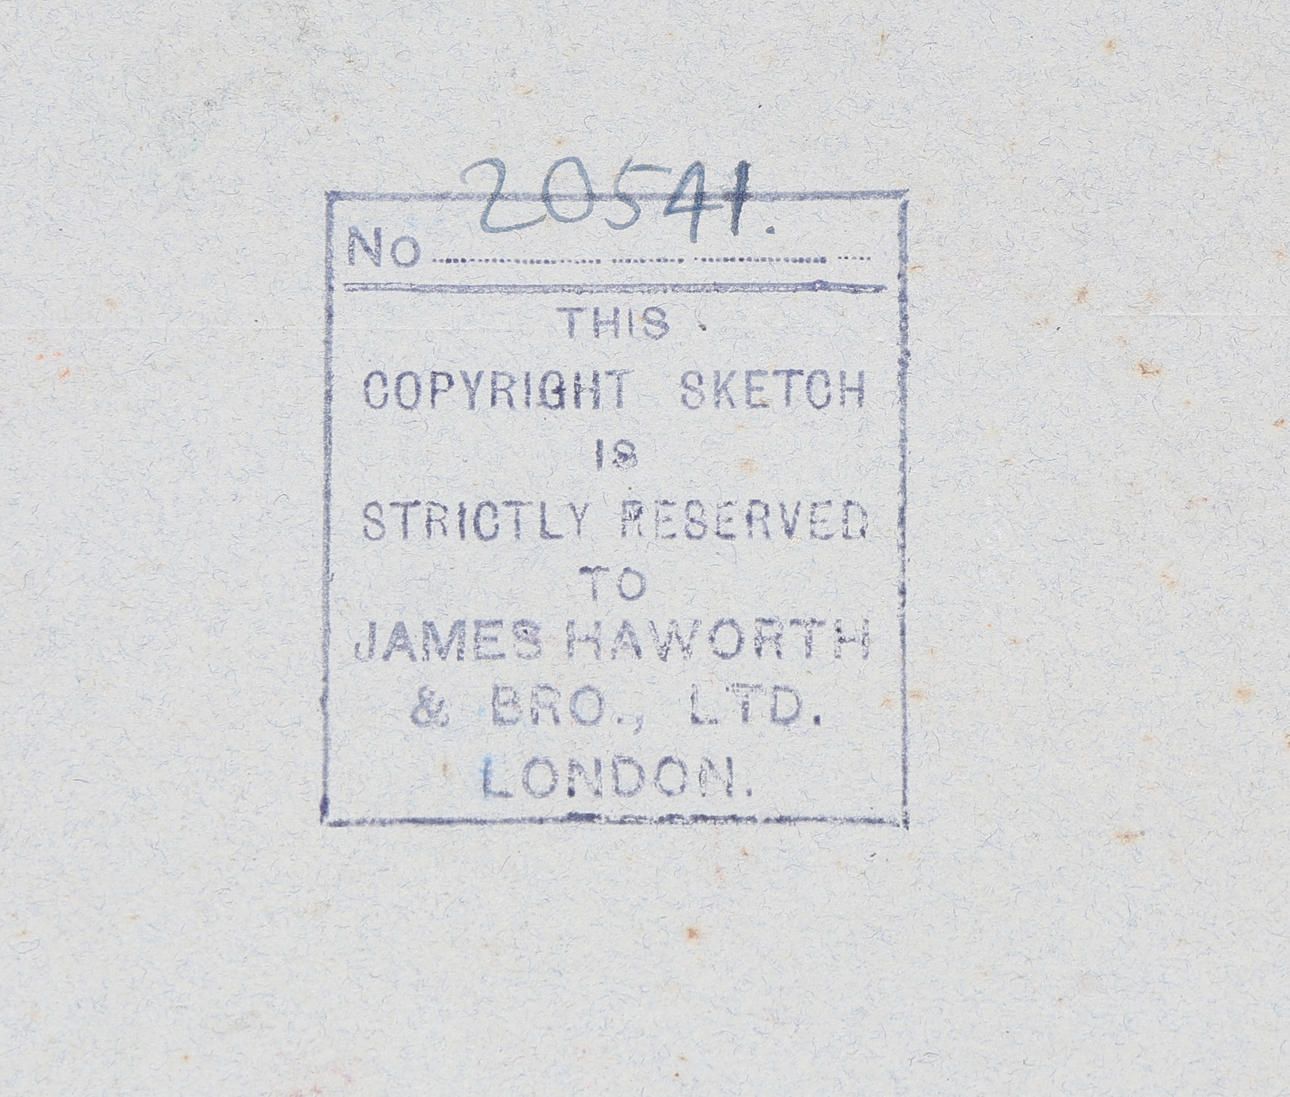 20541.
No
THIS
COPYRIGHT SKETCH
IS
STRICTLY RESERVED
TO
JAMES HAWORTH
& BRO., LTD.
LONDON.